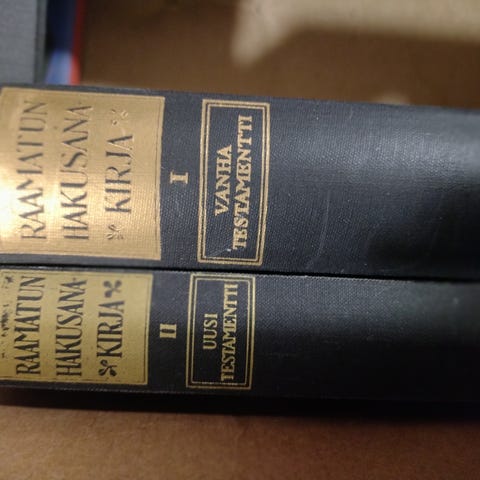 RAAMATUN
HAKUSANA
KIRJA
I
VANHA
TESTAMENTTI
RAAMATUN
HAKUSANA-
KIRJA
II
UUSI
TESTAMENTTI